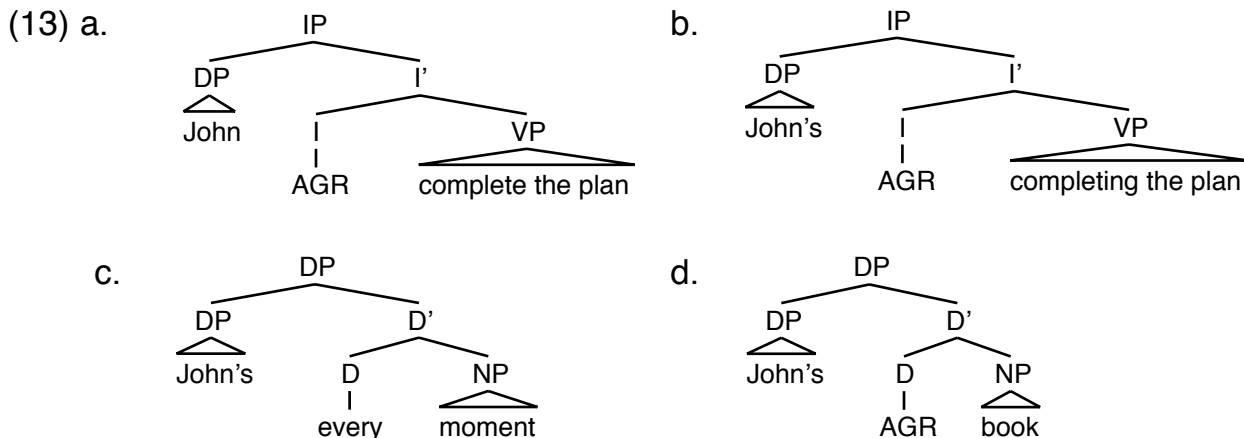 (13) a. IP b. IP
DP I' DP I'
John I VP John's I VP
AGR complete the plan AGR completing the plan
c. DP d. DP
DP D' DP D'
John's D NP John's D NP
every moment AGR book